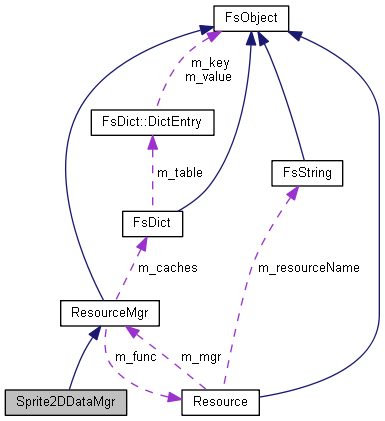 FsObject
m_key
m_value
FsDict::DictEntry
m_table
FsString
FsDict
m_caches
m_resourceName
ResourceMgr
m_func
m_mgr
Sprite2DDataMgr
Resource